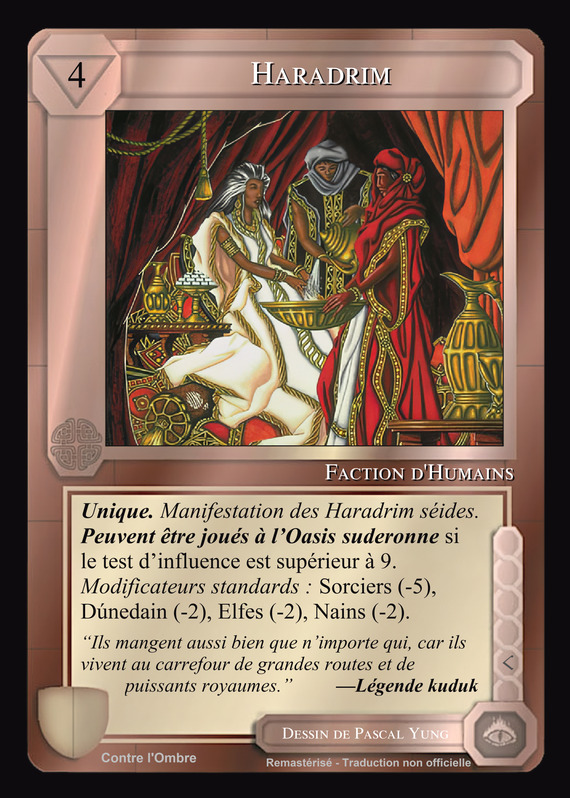 4
HARADRIM
FACTION D'HUMAINS
Unique. Manifestation des Haradrim séides.
Peuvent être joués à l’Oasis suderonne si
le test d’influence est supérieur à 9.
Modificateurs standards : Sorciers (-5),
Dúnedain (-2), Elfes (-2), Nains (-2).
“Ils mangent aussi bien que n’importe qui, car ils
vivent au carrefour de grandes routes et de
puissants royaumes.” —Légende kuduk
DESSIN DE PASCAL YUNG
Contre l'Ombre
Remastérisé - Traduction non officielle